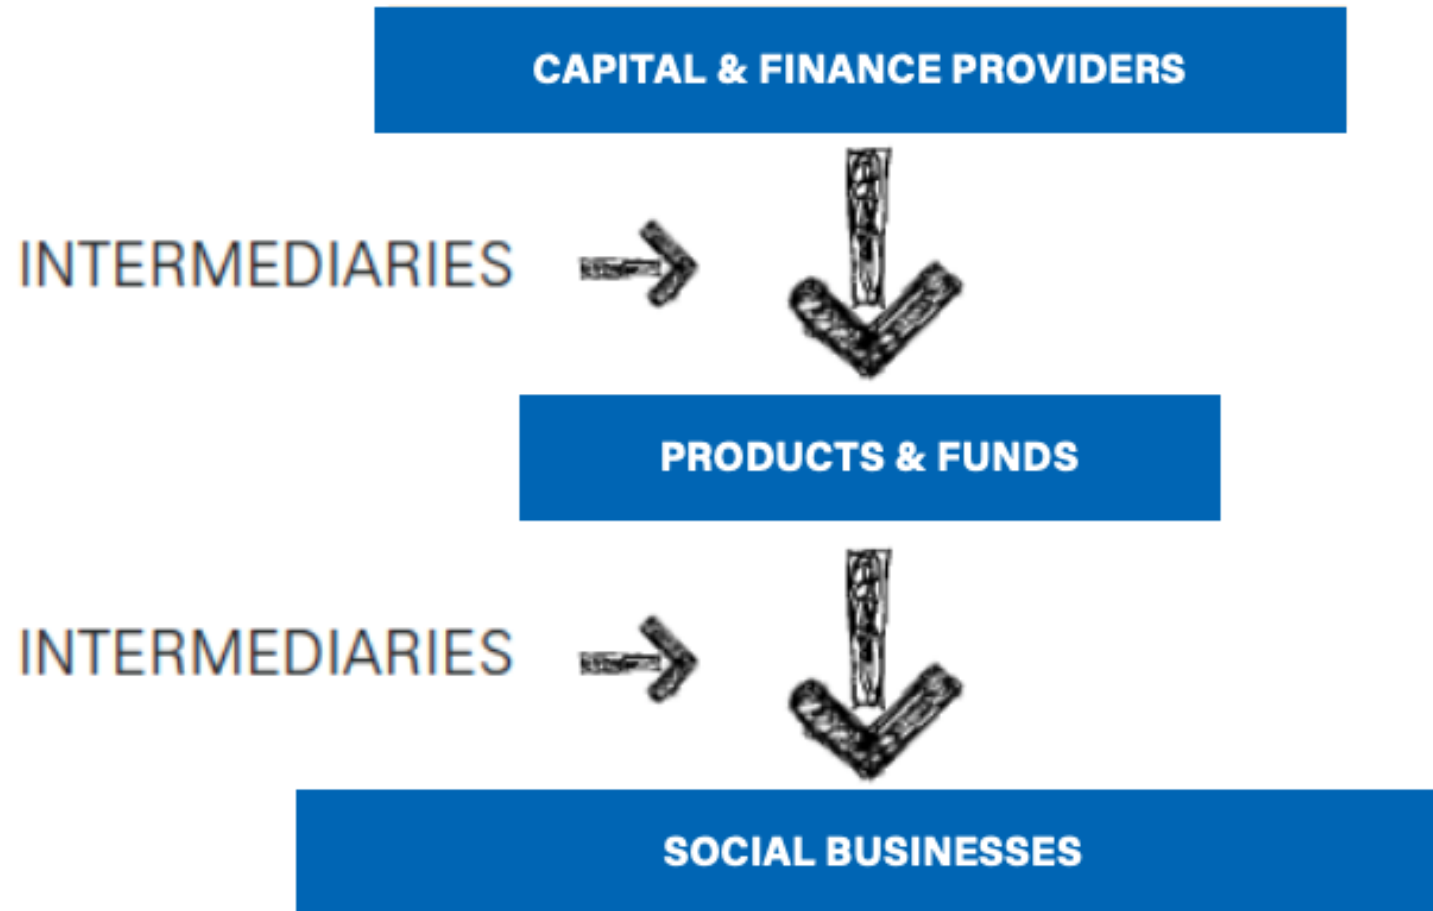 CAPITAL & FINANCE PROVIDERS
INTERMEDIARIES
PRODUCTS & FUNDS
INTERMEDIARIES
SOCIAL BUSINESSES